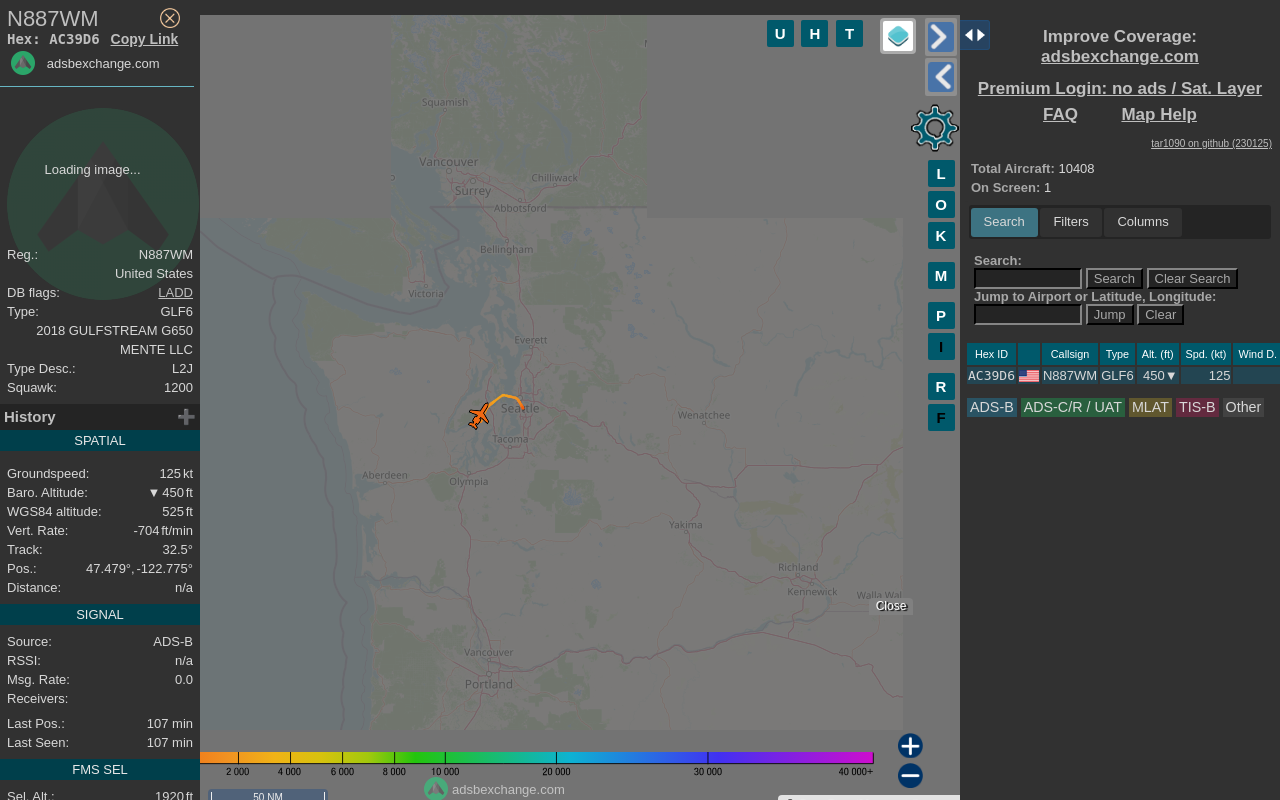 N887WM
Hex: AC39D6 Copy Link
adsbexchange.com
Loading image...
Reg.: N887WM
United States
DB flags: LADD
Type: GLF6
2018 GULFSTREAM G650
MENTE LLC
Type Desc.: L2J
Squawk: 1200
History
SPATIAL
Groundspeed: 125 kt
Baro. Altitude: ▼ 450 ft
WGS84 altitude: 525 ft
Vert. Rate: -704 ft/min
Track: 32.5°
Pos.: 47.479°, -122.775°
Distance: n/a
SIGNAL
Source: ADS-B
RSSI: n/a
Msg. Rate: 0.0
Receivers:
Last Pos.: 107 min
Last Seen: 107 min
FMS SEL
Sel. Alt.: 1920 ft
U H T
Squamish
Vancouver
Surrey
Chilliwack
Abbotsford
Bellingham
Victoria
Everett
Seattle
Wenatchee
Tacoma
Aberdeen
Olympia
Yakima
Richland
Kennewick
Walla Wal
Close
Vancouver
Portland
L
O
K
M
P
I
R
F
2 000 4 000 6 000 8 000 10 000 20 000 30 000 40 000+
adsbexchange.com
50 NM
Improve Coverage:
adsbexchange.com
Premium Login: no ads / Sat. Layer
FAQ Map Help
tar1090 on github (230125)
Total Aircraft: 10408
On Screen: 1
Search Filters Columns
Search:
Search Clear Search
Jump to Airport or Latitude, Longitude:
Jump Clear
Hex ID Callsign Type Alt. (ft) Spd. (kt) Wind D.
AC39D6 N887WM GLF6 450▼ 125
ADS-B ADS-C/R / UAT MLAT TIS-B Other